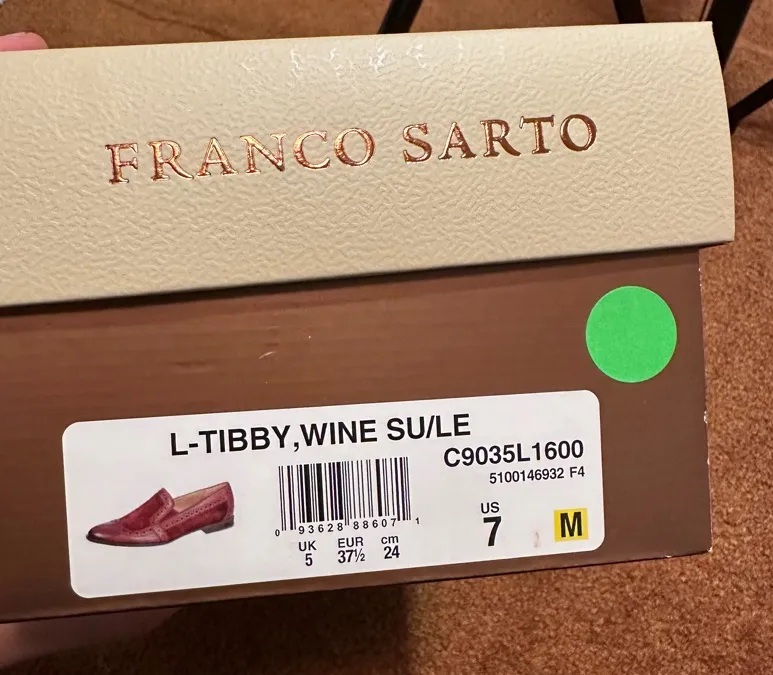 FRANCO SARTO
L-TIBBY,WINE SU/LE
C9035L1600
5100146932 F4
0 93628 88607 1
UK EUR cm
5 37½ 24
US
7
M